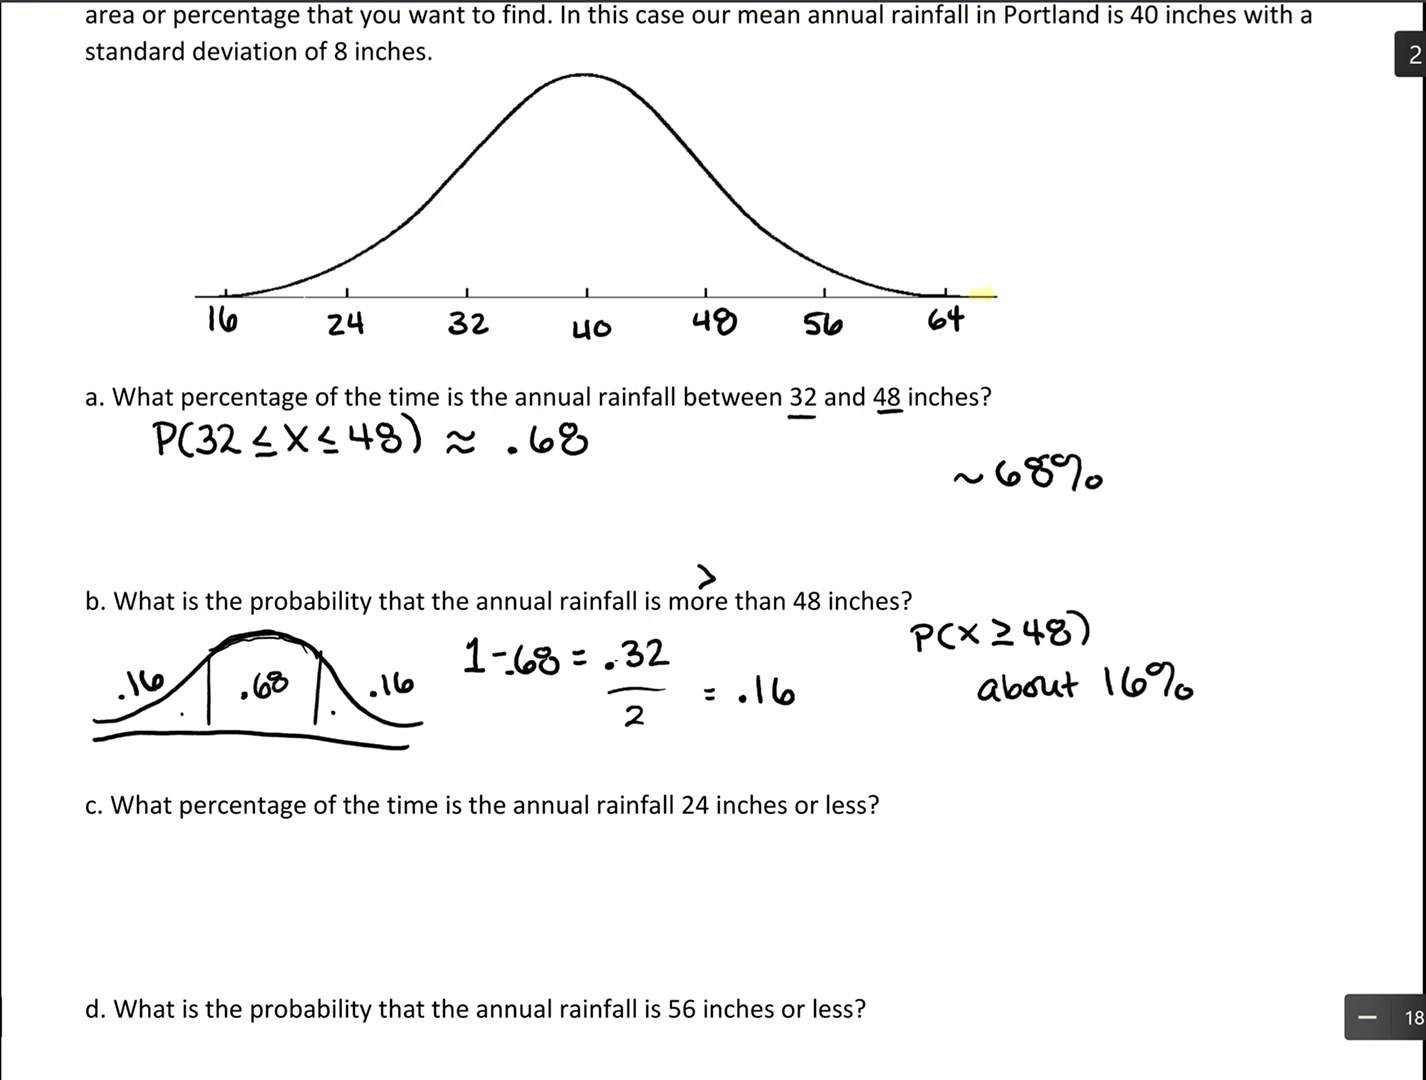 area or percentage that you want to find. In this case our mean annual rainfall in Portland is 40 inches with a
standard deviation of 8 inches.
2
16 24 32 40 48 56 64
a. What percentage of the time is the annual rainfall between 32 and 48 inches?
P(32 ≤ X ≤ 48) ≈ .68
~68%
>
b. What is the probability that the annual rainfall is more than 48 inches?
P(X ≥ 48)
1-.68 = .32
.16 .68 .16
2
= .16
about 16%
c. What percentage of the time is the annual rainfall 24 inches or less?
d. What is the probability that the annual rainfall is 56 inches or less?
— 18